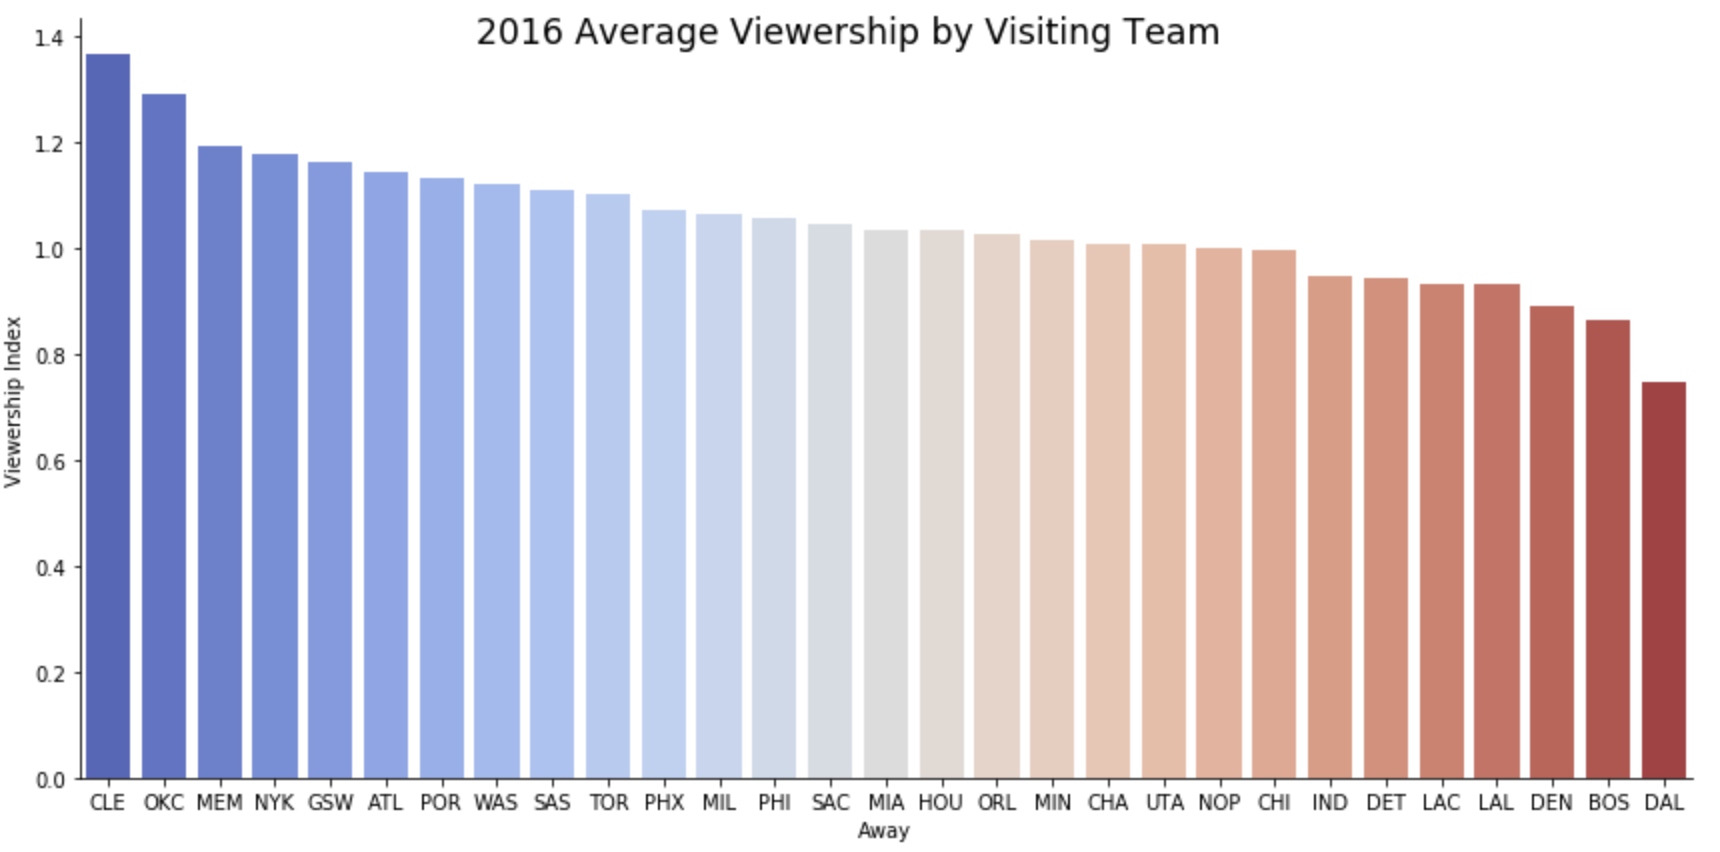 2016 Average Viewership by Visiting Team
Viewership Index
1.4
1.2
1.0
0.8
0.6
0.4
0.2
0.0
CLE OKC MEM NYK GSW ATL POR WAS SAS TOR PHX MIL PHI SAC MIA HOU ORL MIN CHA UTA NOP CHI IND DET LAC LAL DEN BOS DAL
Away